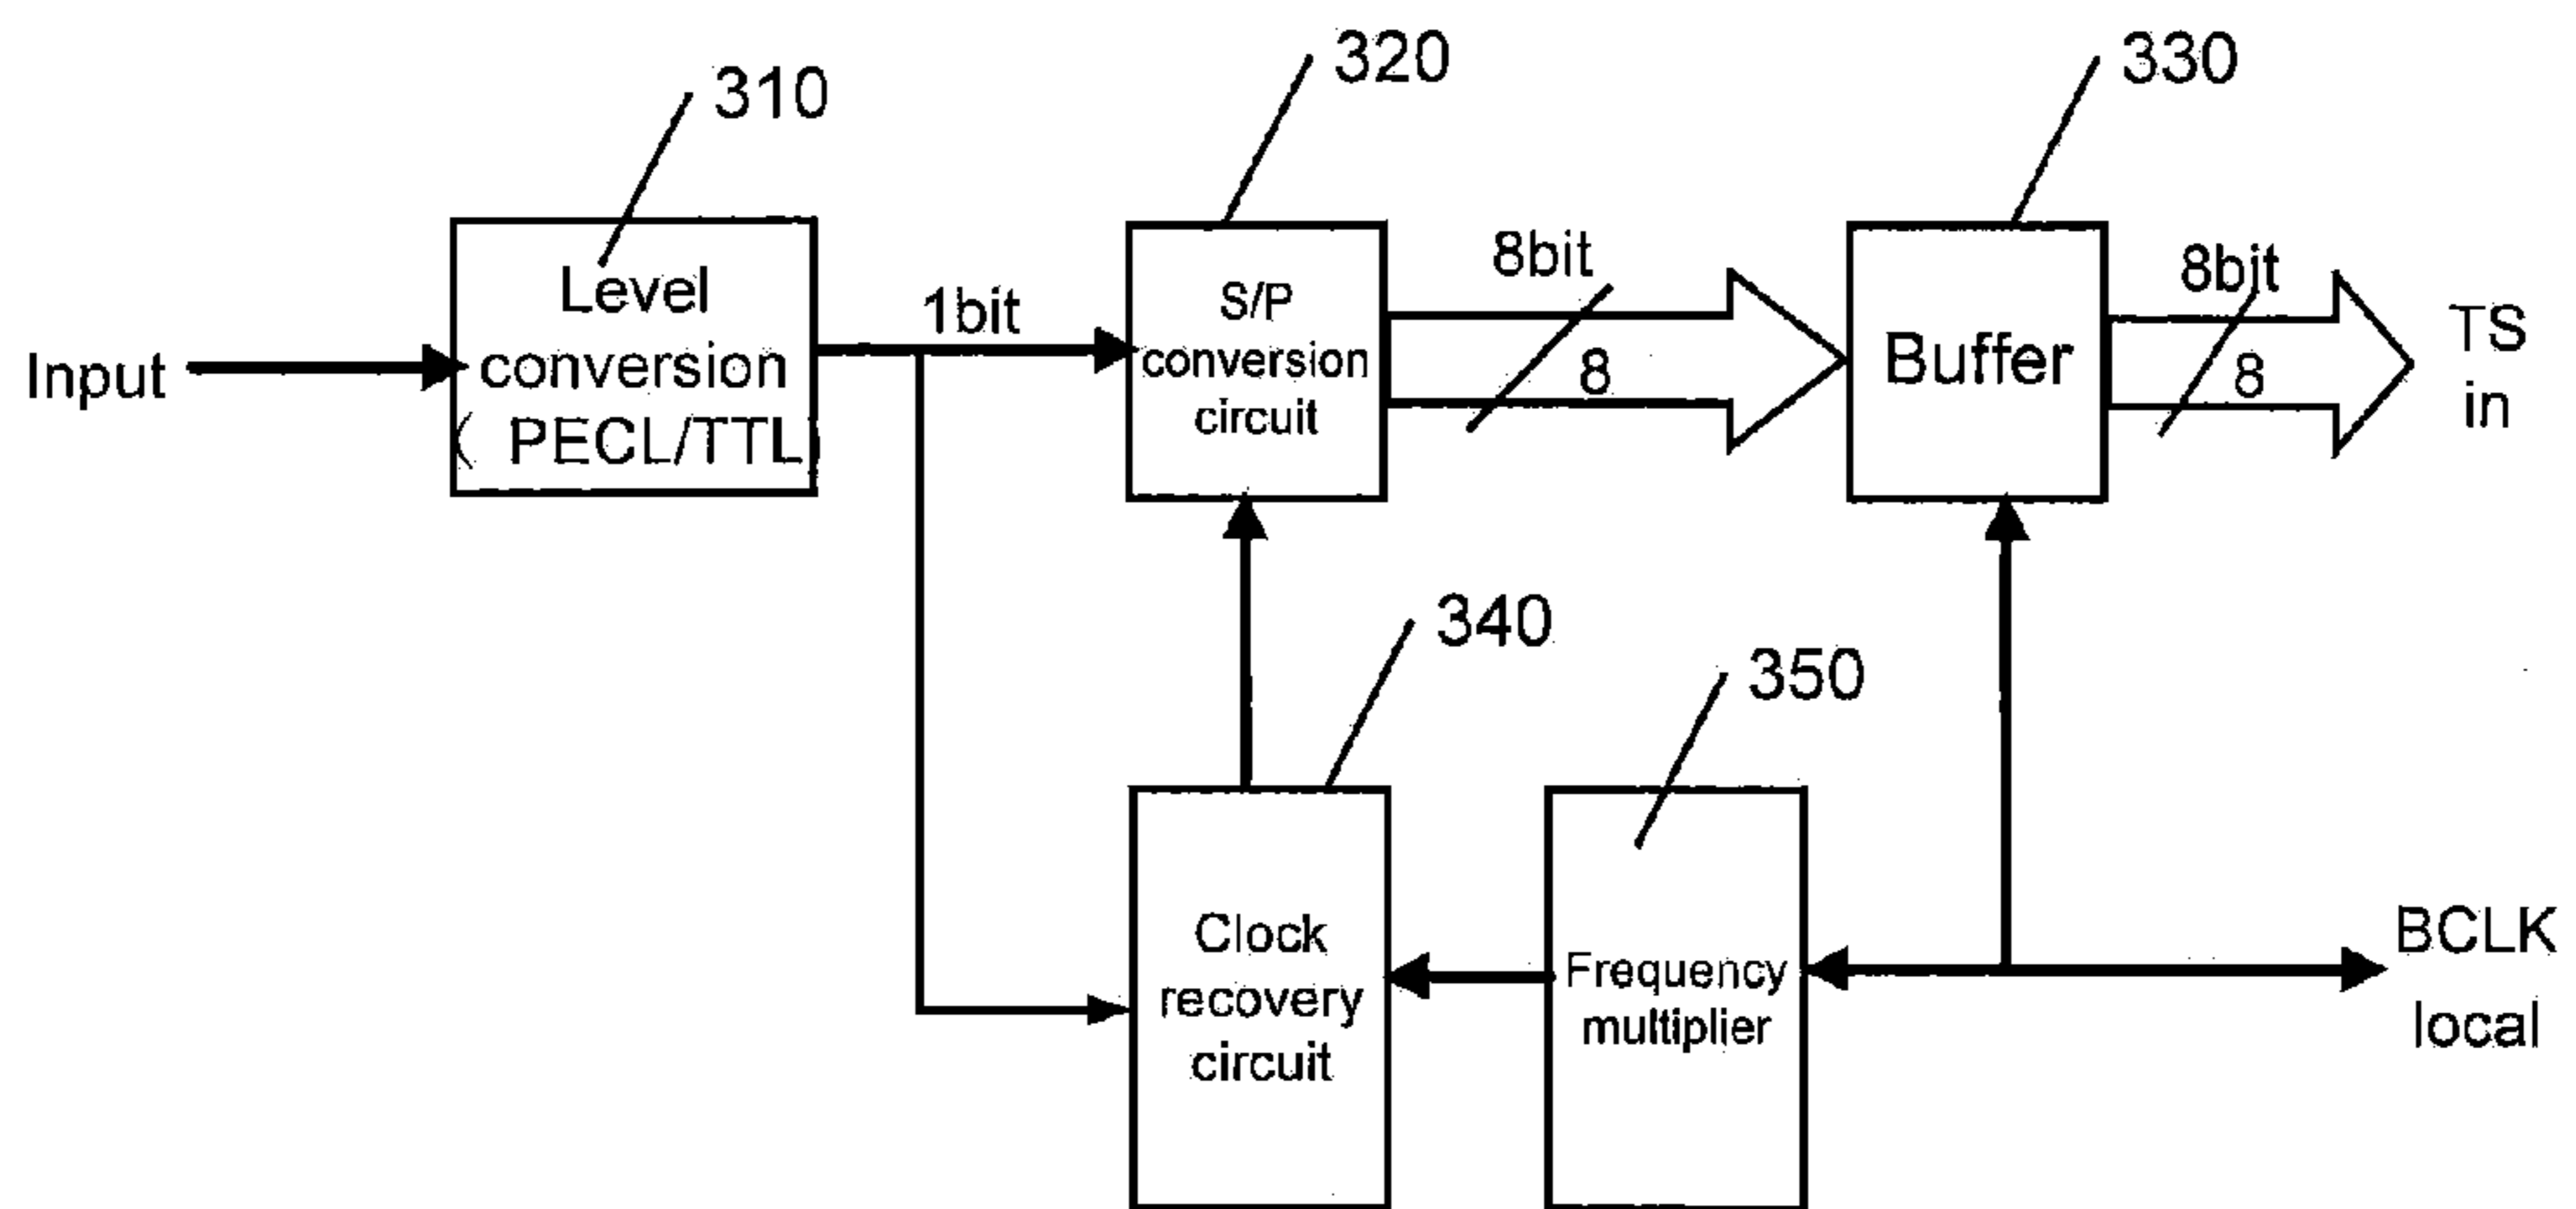 310
320
330
Input
Level
conversion
( PECL/TTL)
1bit
S/P
conversion
circuit
8bit
8
Buffer
8bit
8
TS
in
340
350
Clock
recovery
circuit
Frequency
multiplier
BCLK
local